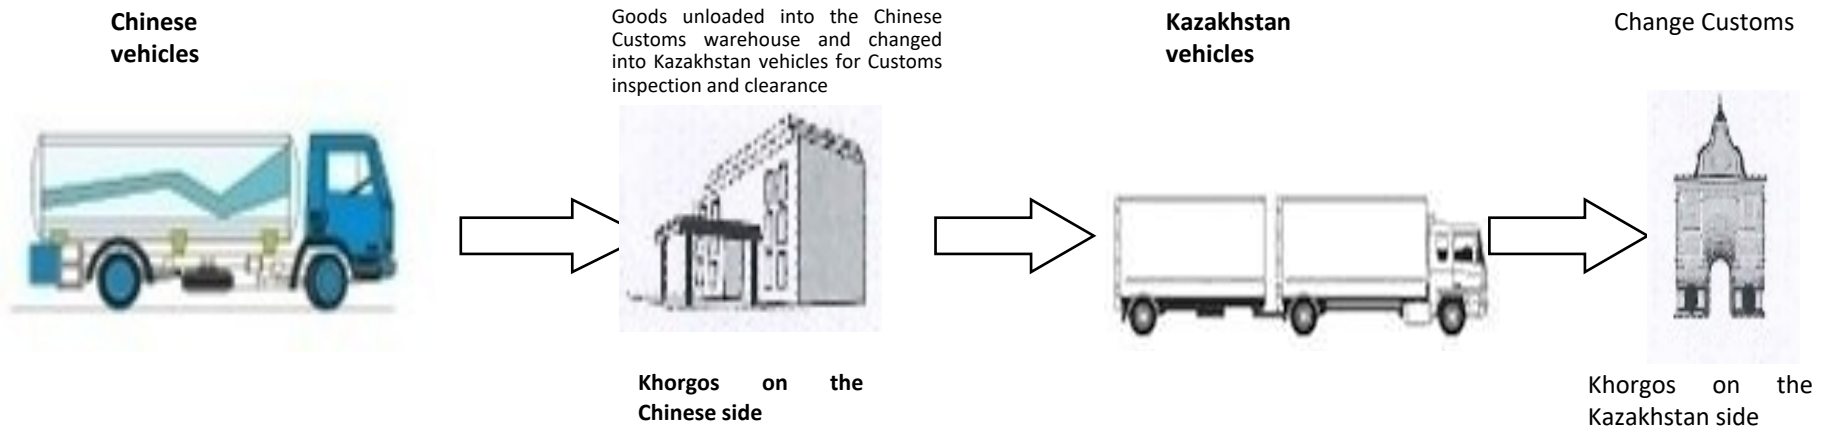 Chinese
vehicles
Goods unloaded into the Chinese
Customs warehouse and changed
into Kazakhstan vehicles for Customs
inspection and clearance
Kazakhstan
vehicles
Change Customs
Khorgos on the
Chinese side
Khorgos on the
Kazakhstan side